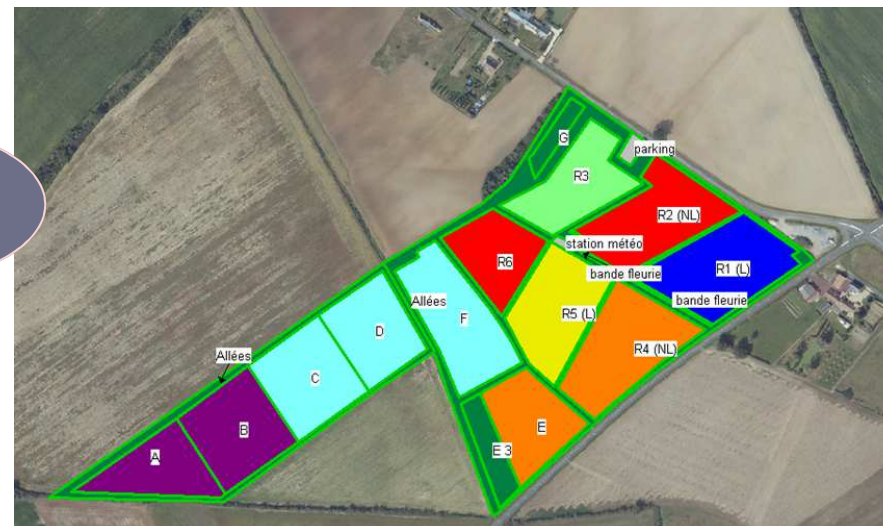 G
parking
R3
R2 (NL)
station météo
R6
bande fleurie
R1 (L)
Allées
F
bande fleurie
R5 (L)
D
R4 (NL)
Allées
C
B
E
E 3
A